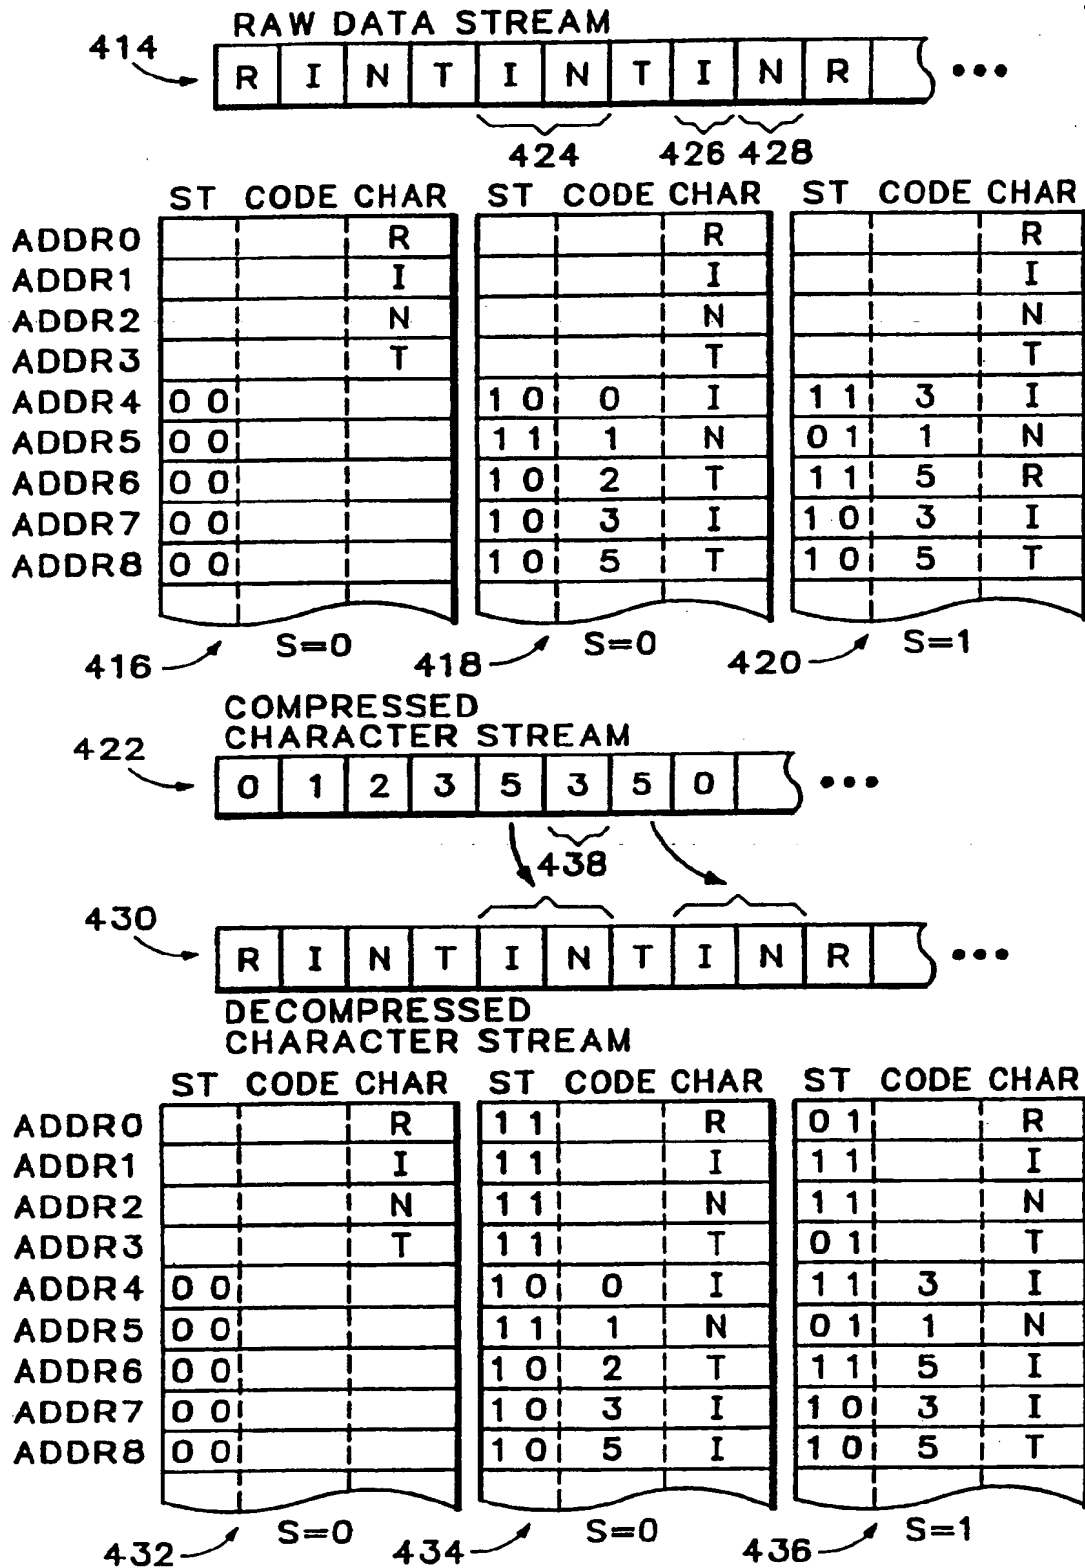 RAW DATA STREAM
414
R I N T I N T I N R •••
424 426 428
ST CODE CHAR ST CODE CHAR ST CODE CHAR
ADDR0 R R R
ADDR1 I I I
ADDR2 N N N
ADDR3 T T T
ADDR4 0 0 1 0 0 I 1 1 3 I
ADDR5 0 0 1 1 1 N 0 1 1 N
ADDR6 0 0 1 0 2 T 1 1 5 R
ADDR7 0 0 1 0 3 I 1 0 3 I
ADDR8 0 0 1 0 5 T 1 0 5 T
416 S=0 418 S=0 420 S=1
COMPRESSED
CHARACTER STREAM
422
0 1 2 3 5 3 5 0 •••
438
430
R I N T I N T I N R •••
DECOMPRESSED
CHARACTER STREAM
ST CODE CHAR ST CODE CHAR ST CODE CHAR
ADDR0 R 1 1 R 0 1 R
ADDR1 I 1 1 I 1 1 I
ADDR2 N 1 1 N 1 1 N
ADDR3 T 1 1 T 0 1 T
ADDR4 0 0 1 0 0 I 1 1 3 I
ADDR5 0 0 1 1 1 N 0 1 1 N
ADDR6 0 0 1 0 2 T 1 1 5 I
ADDR7 0 0 1 0 3 I 1 0 3 I
ADDR8 0 0 1 0 5 I 1 0 5 T
432 S=0 434 S=0 436 S=1